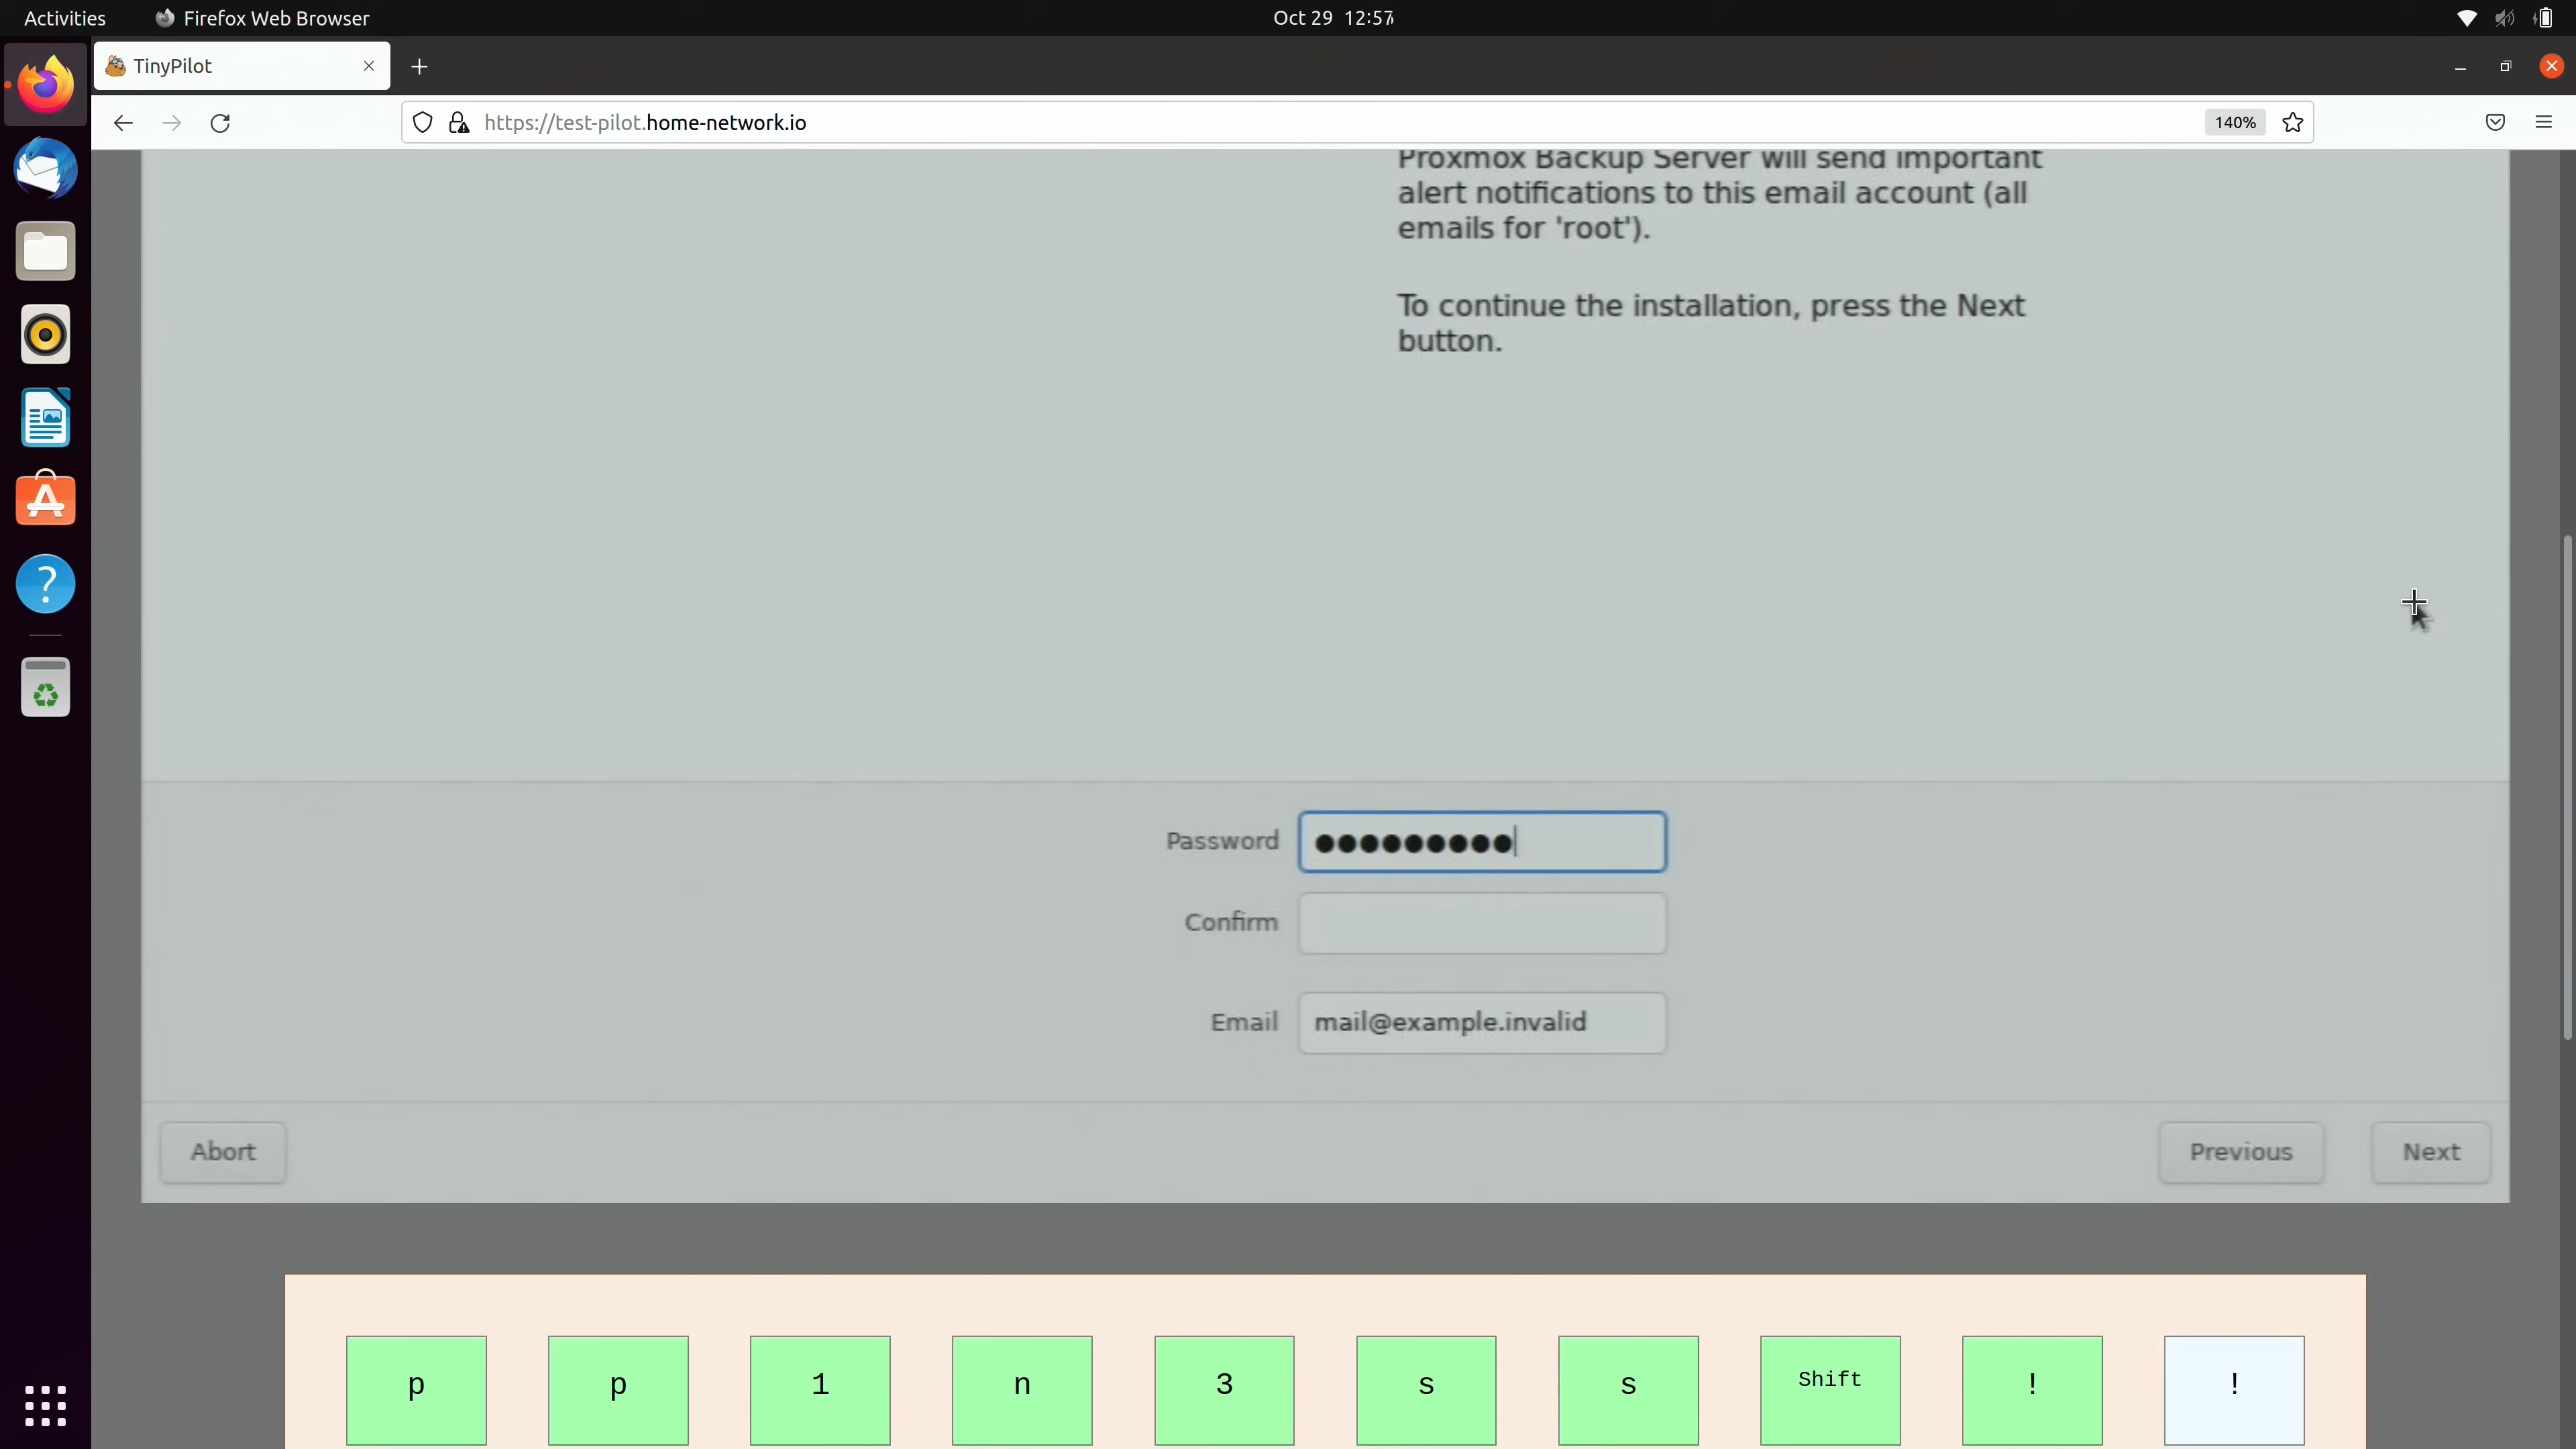 Activities
Firefox Web Browser
Oct 29 12:57
TinyPilot
https://test-pilot.home-network.io
140%
Proxmox Backup Server will send important
alert notifications to this email account (all
emails for 'root').
To continue the installation, press the Next
button.
Password
Confirm
Email mail@example.invalid
Abort
Previous
Next
p p 1 n 3 s s Shift ! !